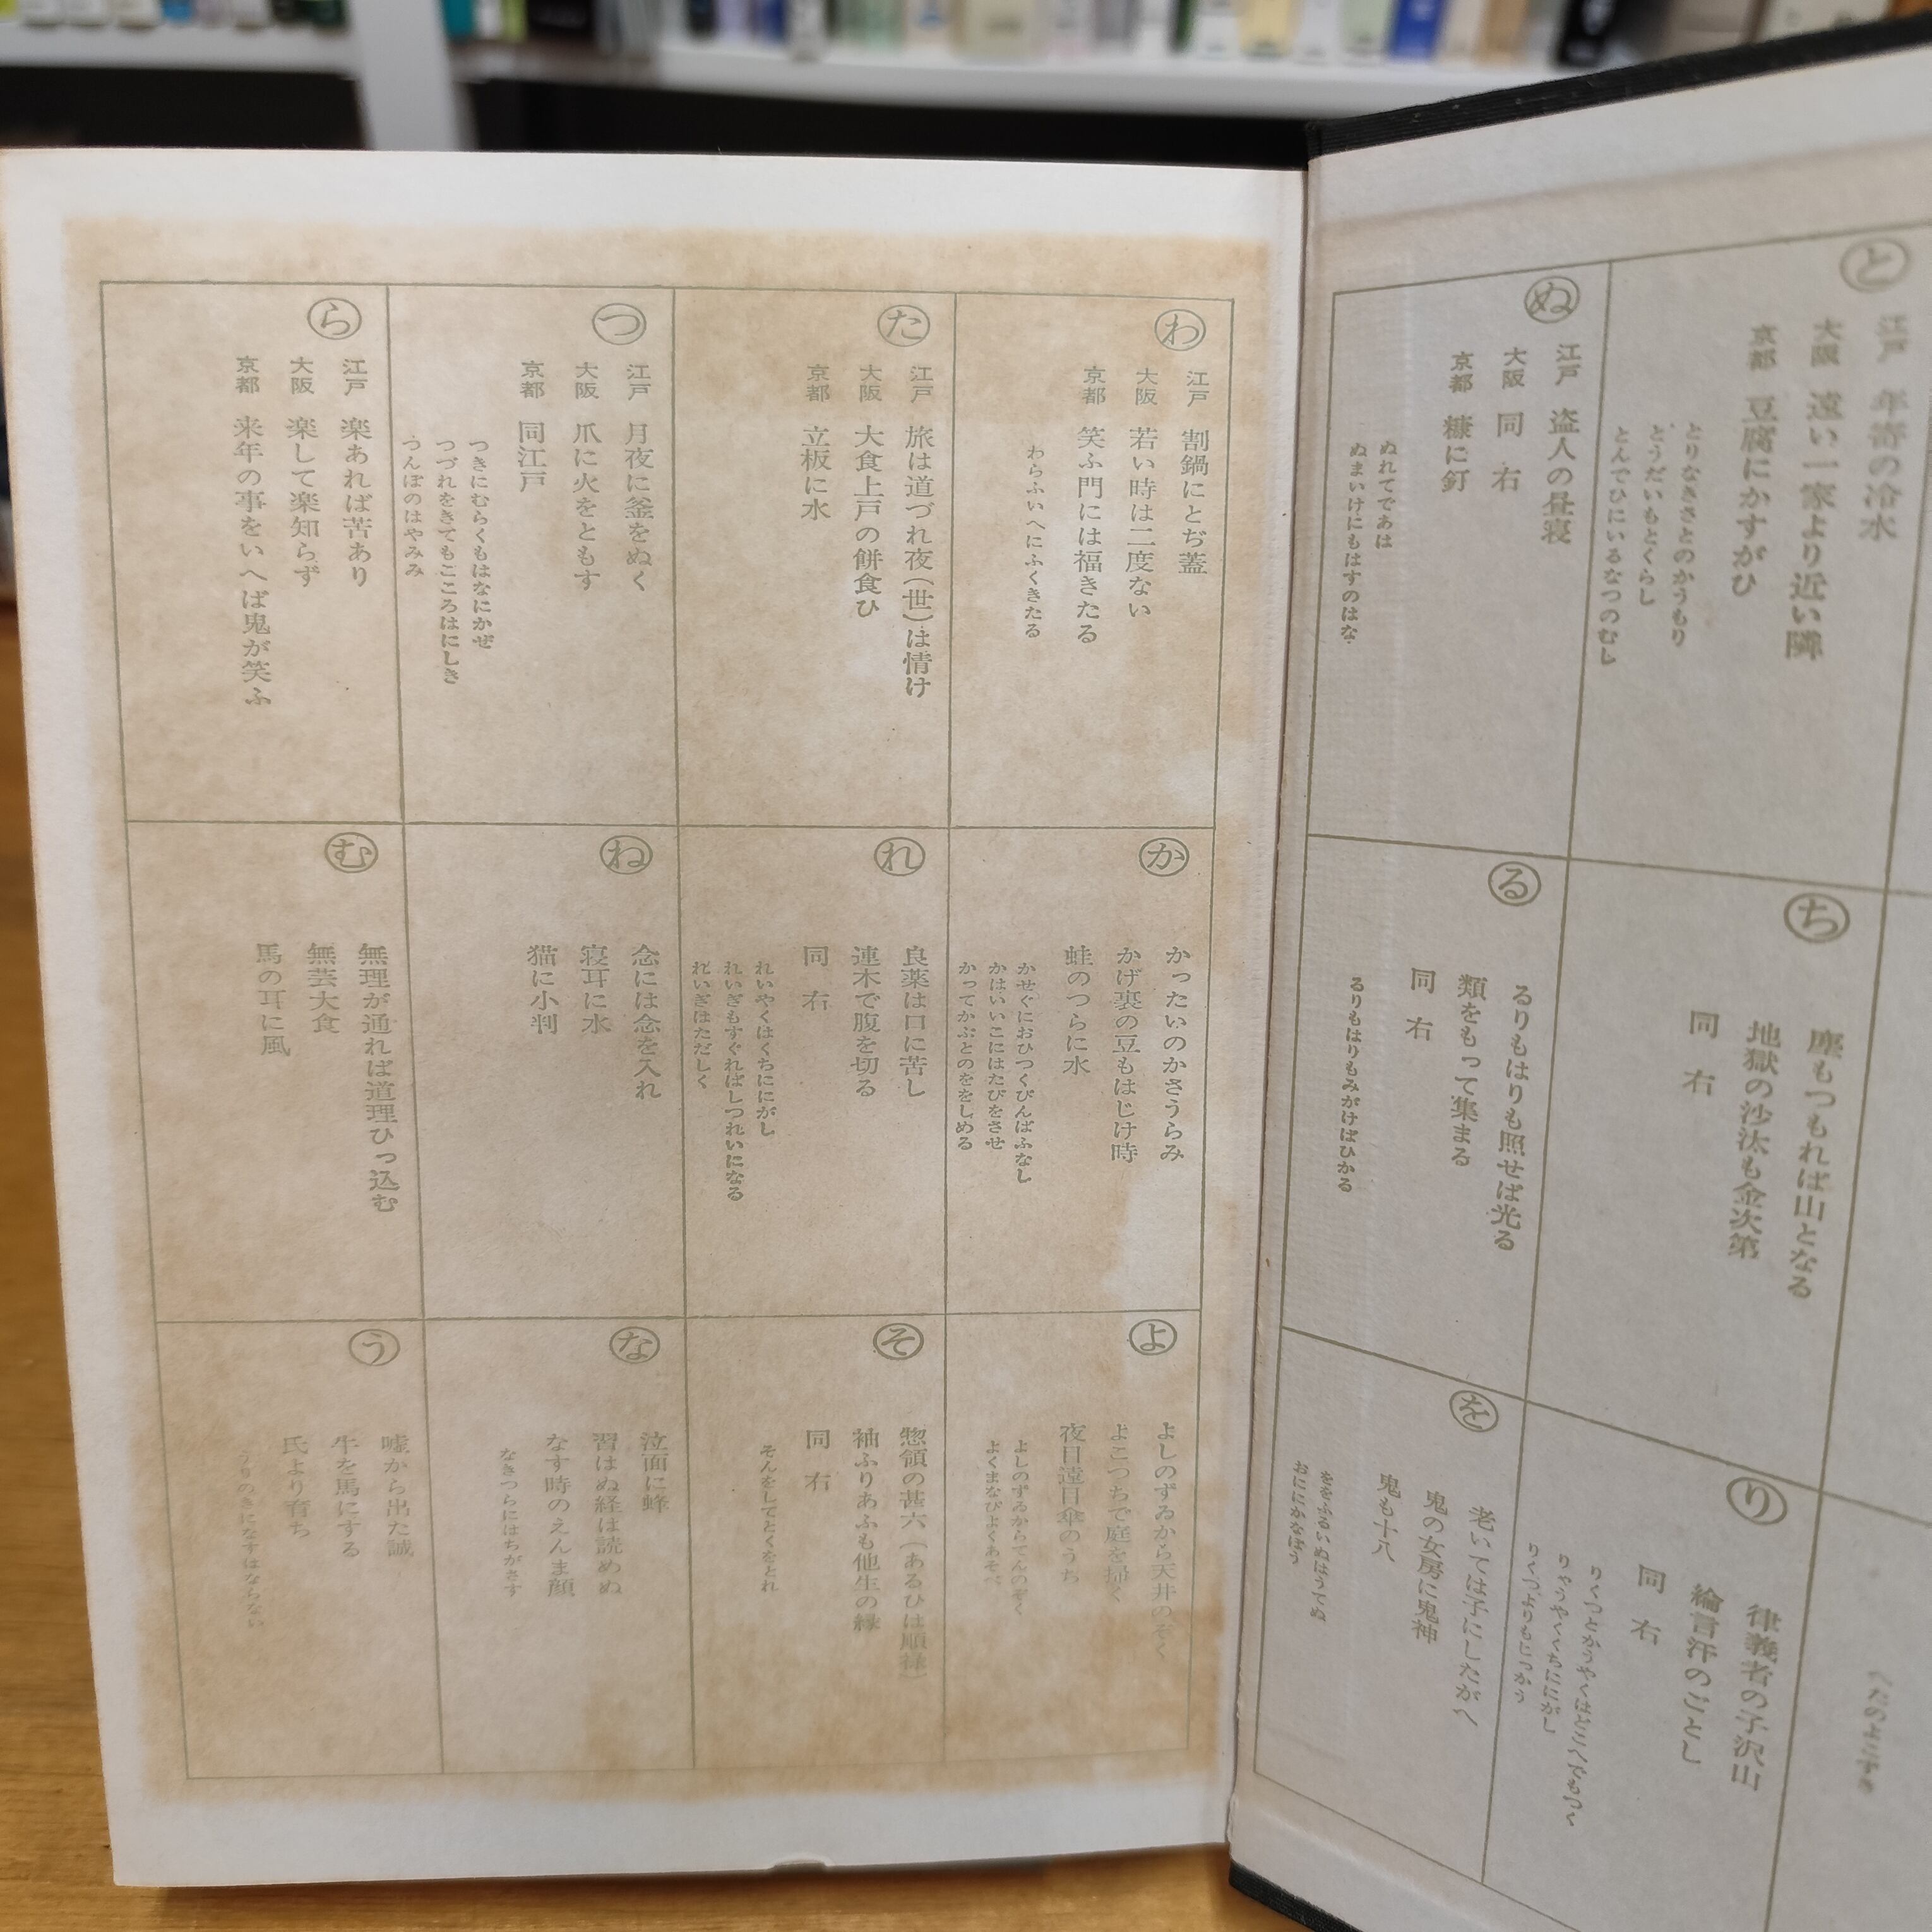 と
江戸 年寄の冷水
大阪 遠い一家より近い隣
京都 豆腐にかすがひ
とりなきさとのかうもり
とうだいもとくらし
とんでひにいるなつのむし
ち
塵もつもれば山となる
地獄の沙汰も金次第
同 右
り
律義者の子沢山
綸言汗のごとし
同 右
りくつとかうやくはどこへでもつく
りゃうやくくちににがし
りくつよりもじつかう
へたのよこずき
ぬ
江戸 盗人の昼寝
大阪 同 右
京都 糠に釘
ぬれてであは
ぬまいけにもはすのはな
る
るりもはりも照せば光る
類をもって集まる
同 右
るりもはりもみがけばひかる
を
老いては子にしたがへ
鬼の女房に鬼神
鬼も十八
ををふるいぬはうてぬ
おににかなぼう
わ
江戸 割鍋にとぢ蓋
大阪 若い時は二度ない
京都 笑ふ門には福きたる
わらふいへにふくきたる
か
かったいのかさうらみ
かげ裏の豆もはじけ時
蛙のつらに水
かせぐにおひつくびんばふなし
かはいいこにはたびをさせ
かってかぶとのををしめる
よ
よしのずゐから天井のぞく
よこつちで庭を掃く
夜目遠目傘のうち
よしのずゐからてんのぞく
よくまなびよくあそべ
た
江戸 旅は道づれ夜(世)は情け
大阪 大食上戸の餅食ひ
京都 立板に水
れ
良薬は口に苦し
連木で腹を切る
同 右
れいやくはくちににがし
れいぎもすぐればしつれいになる
れいぎはただしく
そ
惣領の甚六(あるひは順禄)
袖ふりあふも他生の縁
同 右
そんをしてとくをとれ
つ
江戸 月夜に釜をぬく
大阪 爪に火をともす
京都 同江戸
つきにむらくもはなにかぜ
つづれをきてもこころはにしき
つんぼのはやみみ
ね
念には念を入れ
寝耳に水
猫に小判
な
泣面に蜂
習はぬ経は読めぬ
なす時のえんま顔
なきつらにはちがさす
ら
江戸 楽あれば苦あり
大阪 楽して楽知らず
京都 来年の事をいへば鬼が笑ふ
む
無理が通れば道理ひっ込む
無芸大食
馬の耳に風
う
嘘から出た誠
牛を馬にする
氏より育ち
うりのきになすはならない